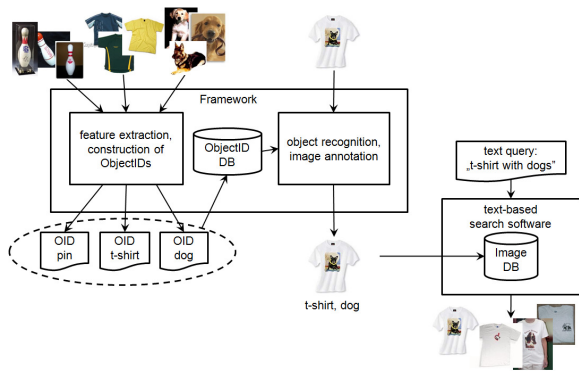 Framework
feature extraction,
construction of
ObjectIDs
ObjectID
DB
object recognition,
image annotation
text query:
„t-shirt with dogs”
text-based
search software
Image
DB
OID
pin
OID
t-shirt
OID
dog
t-shirt, dog